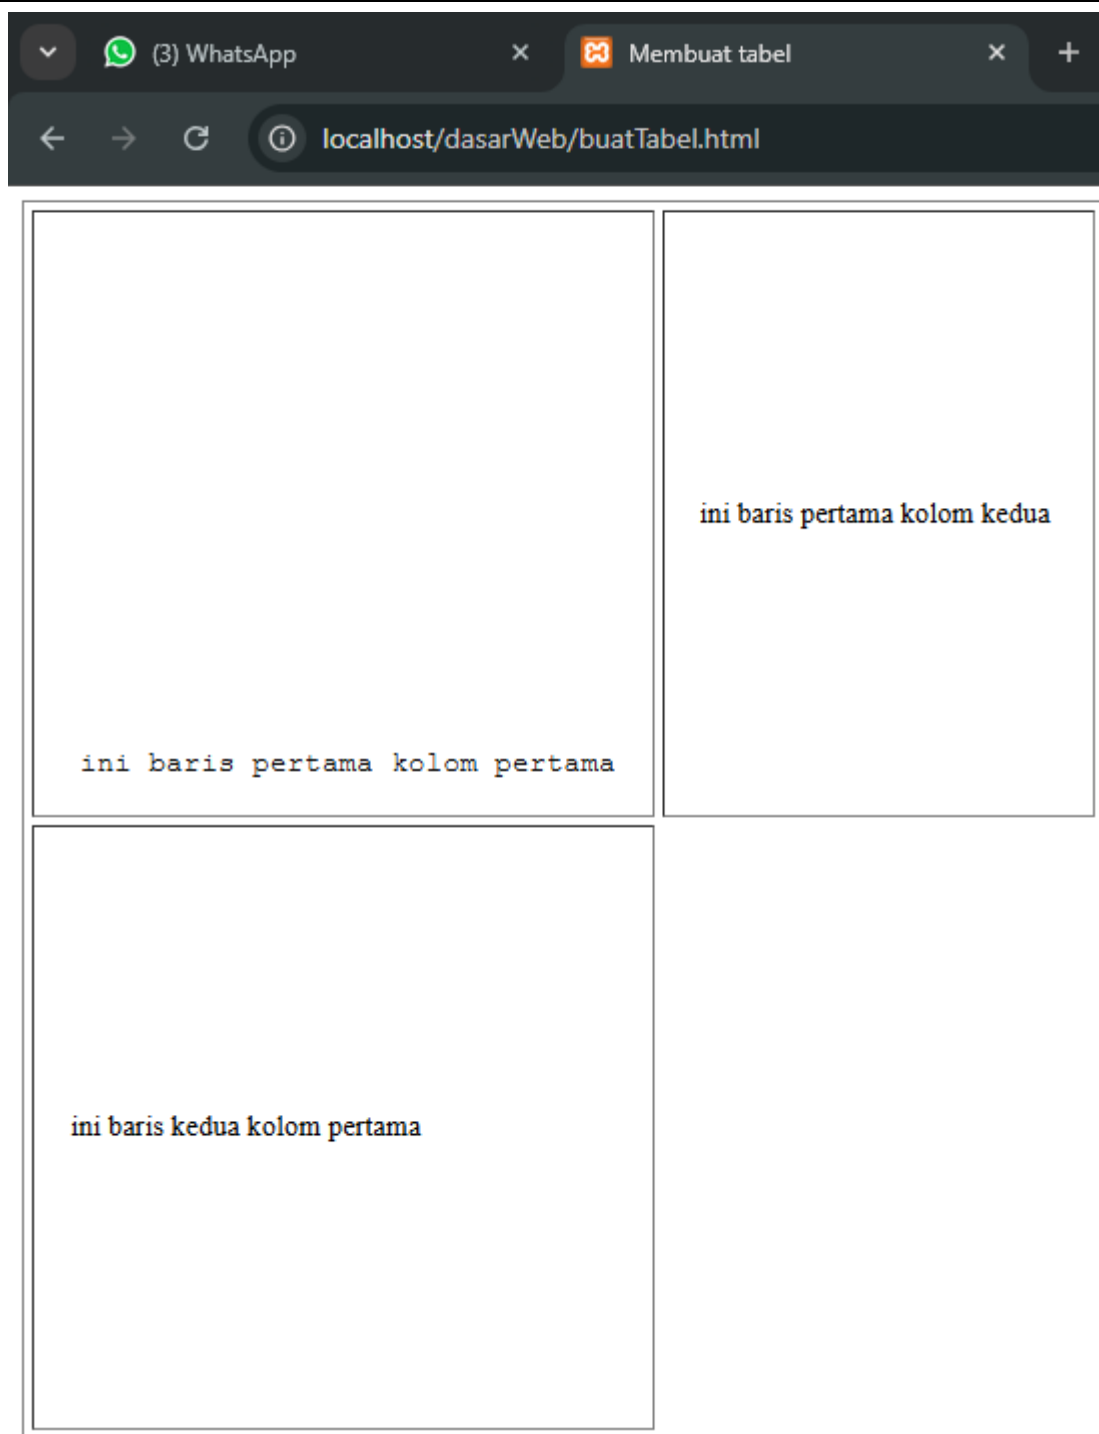 (3) WhatsApp
Membuat tabel
localhost/dasarWeb/buatTabel.html
ini baris pertama kolom kedua
ini baris pertama kolom pertama
ini baris kedua kolom pertama